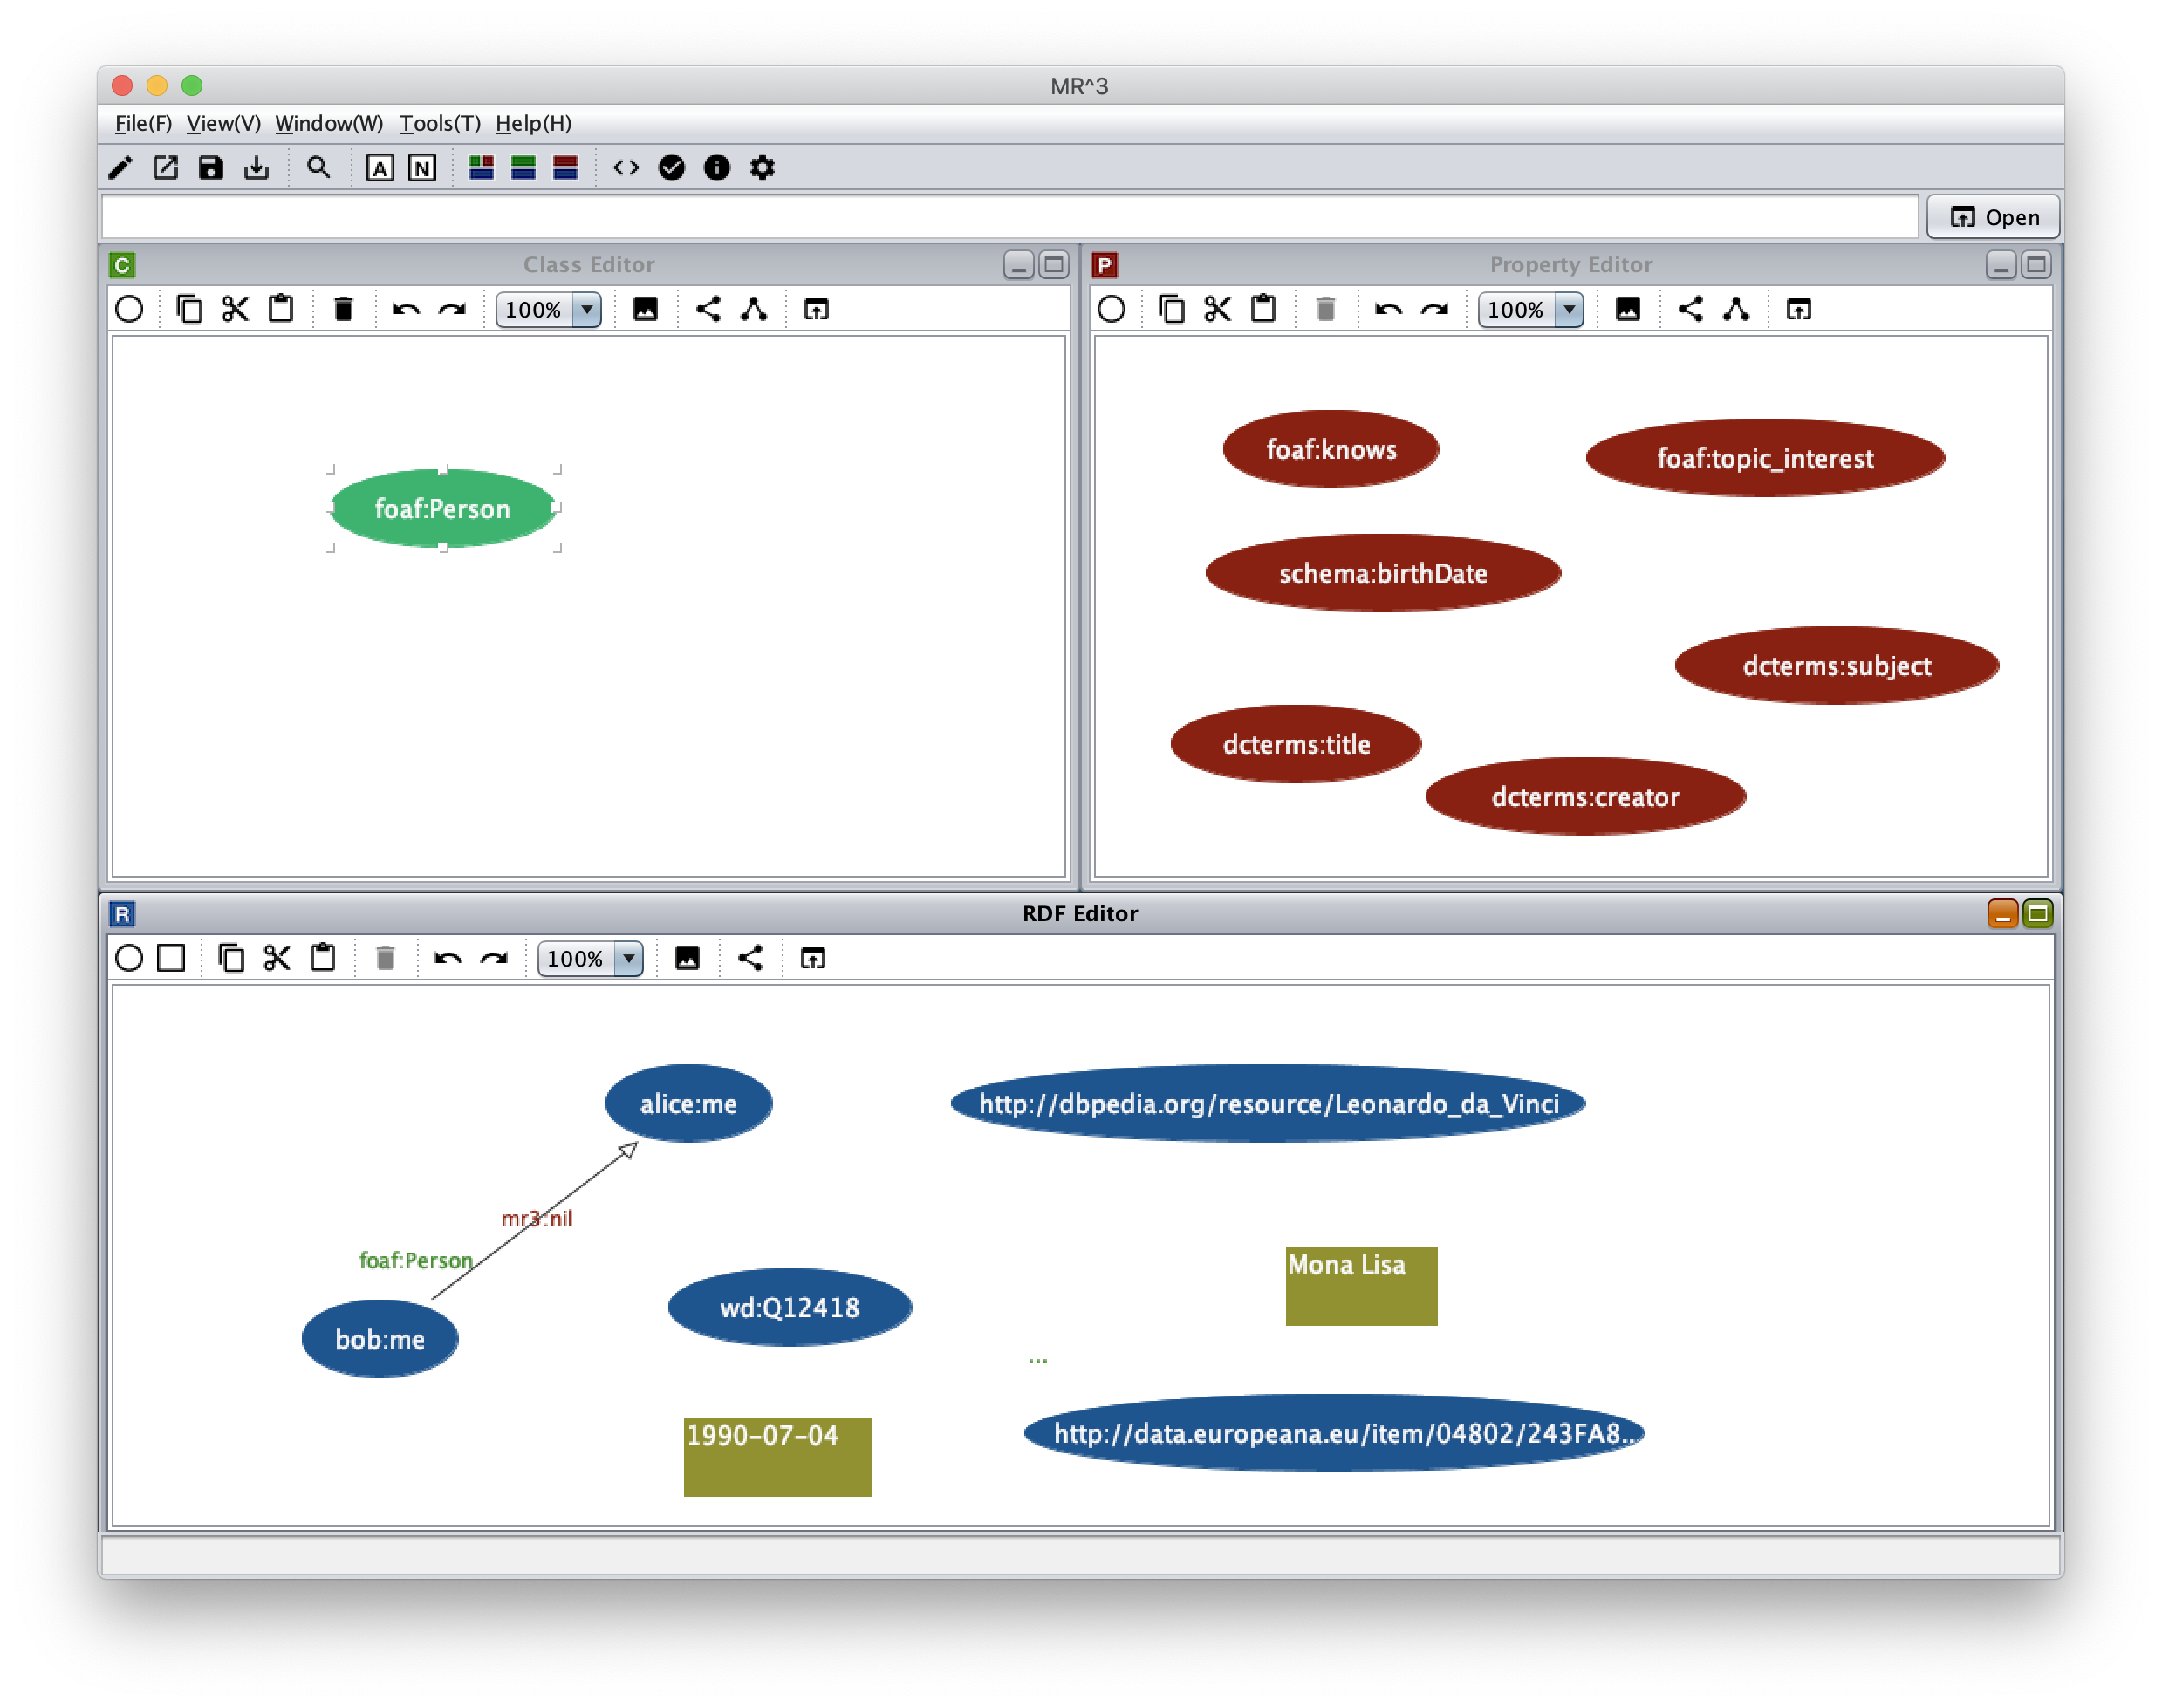 MR^3
File(F) View(V) Window(W) Tools(T) Help(H)
A N
Open
C Class Editor
100%
foaf:Person
P Property Editor
100%
foaf:knows
foaf:topic_interest
schema:birthDate
dcterms:subject
dcterms:title
dcterms:creator
R RDF Editor
100%
alice:me
http://dbpedia.org/resource/Leonardo_da_Vinci
mr3:nil
foaf:Person
Mona Lisa
wd:Q12418
bob:me
...
1990-07-04
http://data.europeana.eu/item/04802/243FA8...